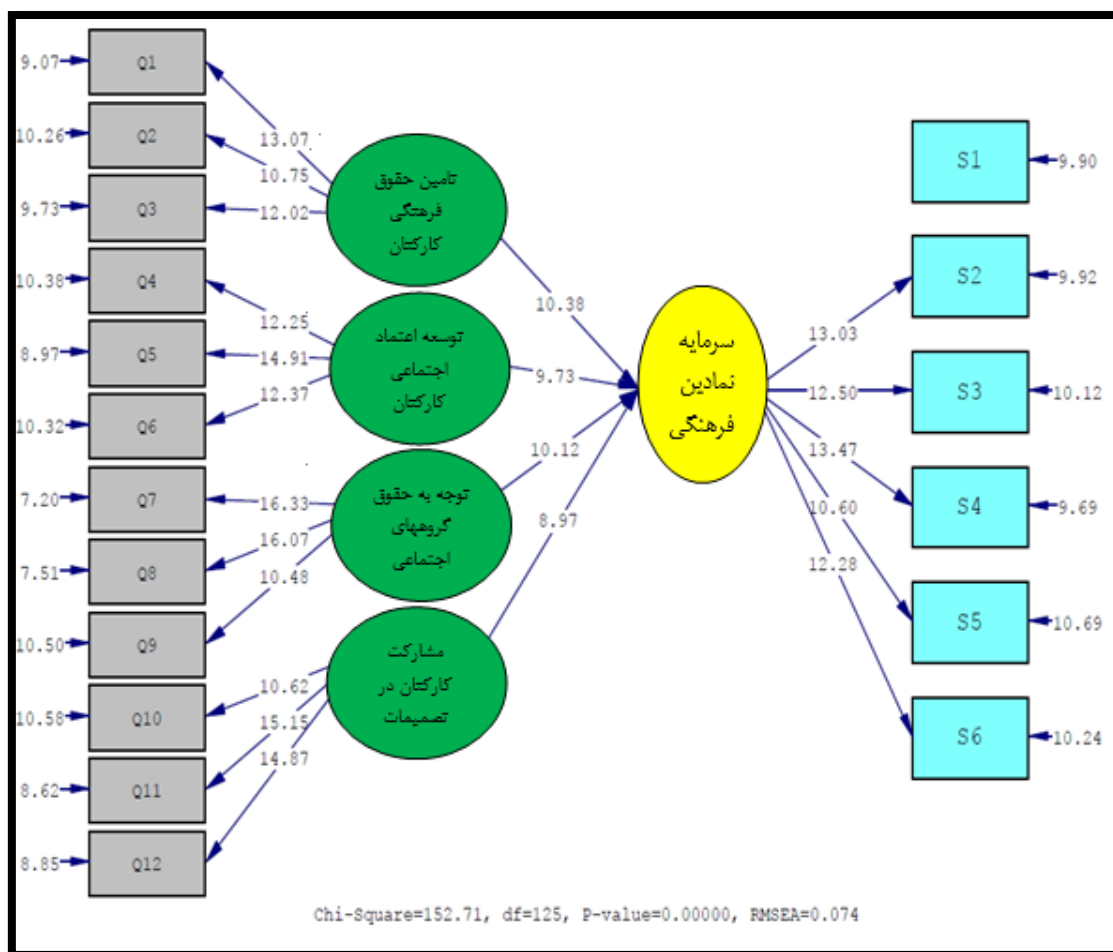 9.07
Q1
10.26
Q2
9.73
Q3
10.38
Q4
8.97
Q5
10.32
Q6
7.20
Q7
7.51
Q8
10.50
Q9
10.58
Q10
8.62
Q11
8.85
Q12
13.07
10.75
12.02
12.25
14.91
12.37
16.33
16.07
10.48
10.62
15.15
14.87
تامین حقوق
فرهنگی
کارکنان
توسعه اعتماد
اجتماعی
کارکنان
توجه به حقوق
گروههای
اجتماعی
مشارکت
کارکنان در
تصمیمات
10.38
9.73
10.12
8.97
سرمایه
نمادین
فرهنگی
13.03
12.50
13.47
10.60
12.28
S1
9.90
S2
9.92
S3
10.12
S4
9.69
S5
10.69
S6
10.24
Chi-Square=152.71, df=125, P-value=0.00000, RMSEA=0.074